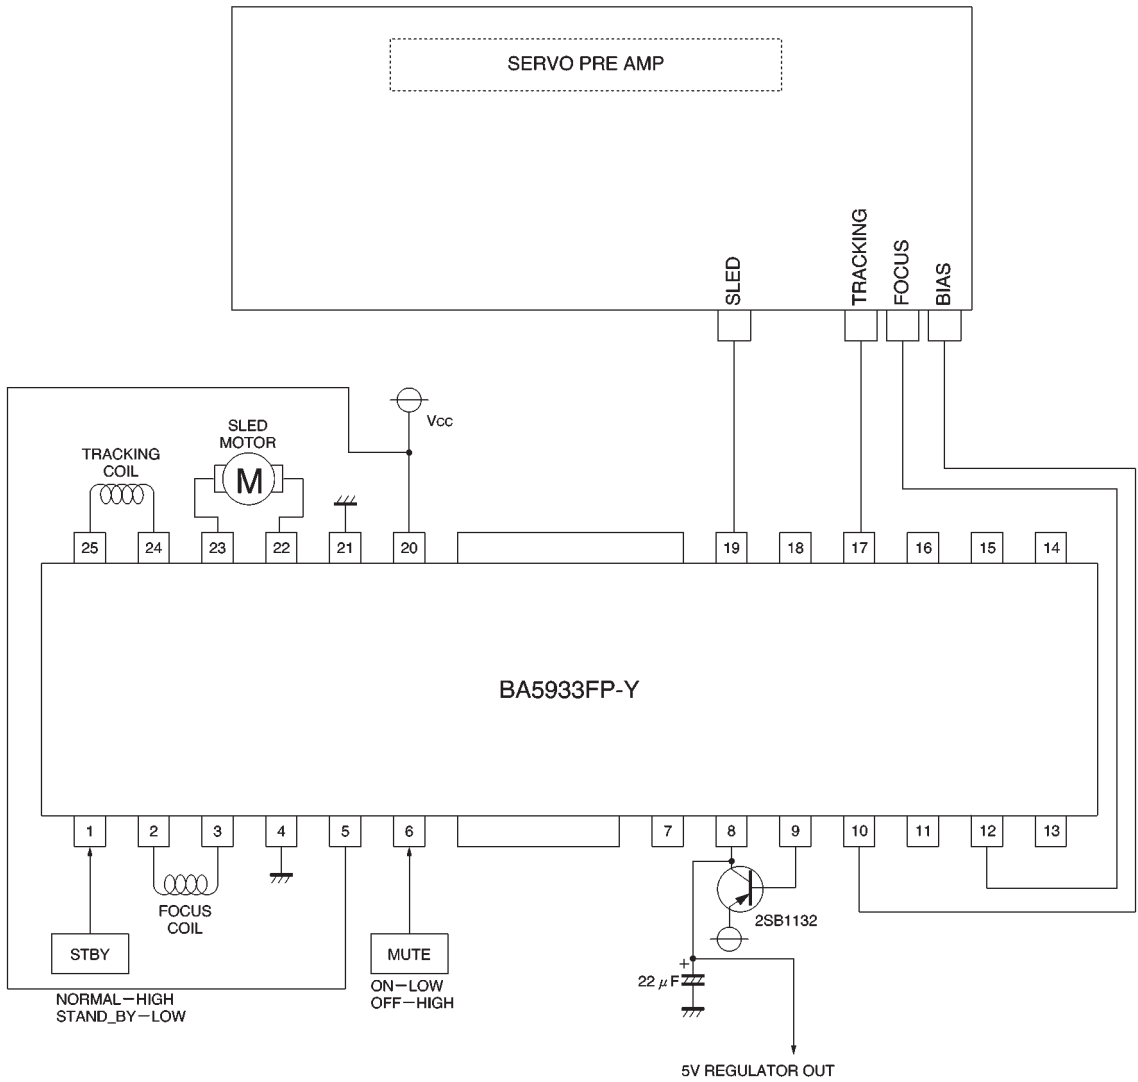 SERVO PRE AMP
SLED
TRACKING
FOCUS
BIAS
Vcc
SLED
MOTOR
M
TRACKING
COIL
25
24
23
22
21
20
19
18
17
16
15
14
BA5933FP-Y
1
2
3
4
5
6
7
8
9
10
11
12
13
FOCUS
COIL
STBY
NORMAL－HIGH
STAND_BY－LOW
MUTE
ON－LOW
OFF－HIGH
2SB1132
+
22 μF
5V REGULATOR OUT